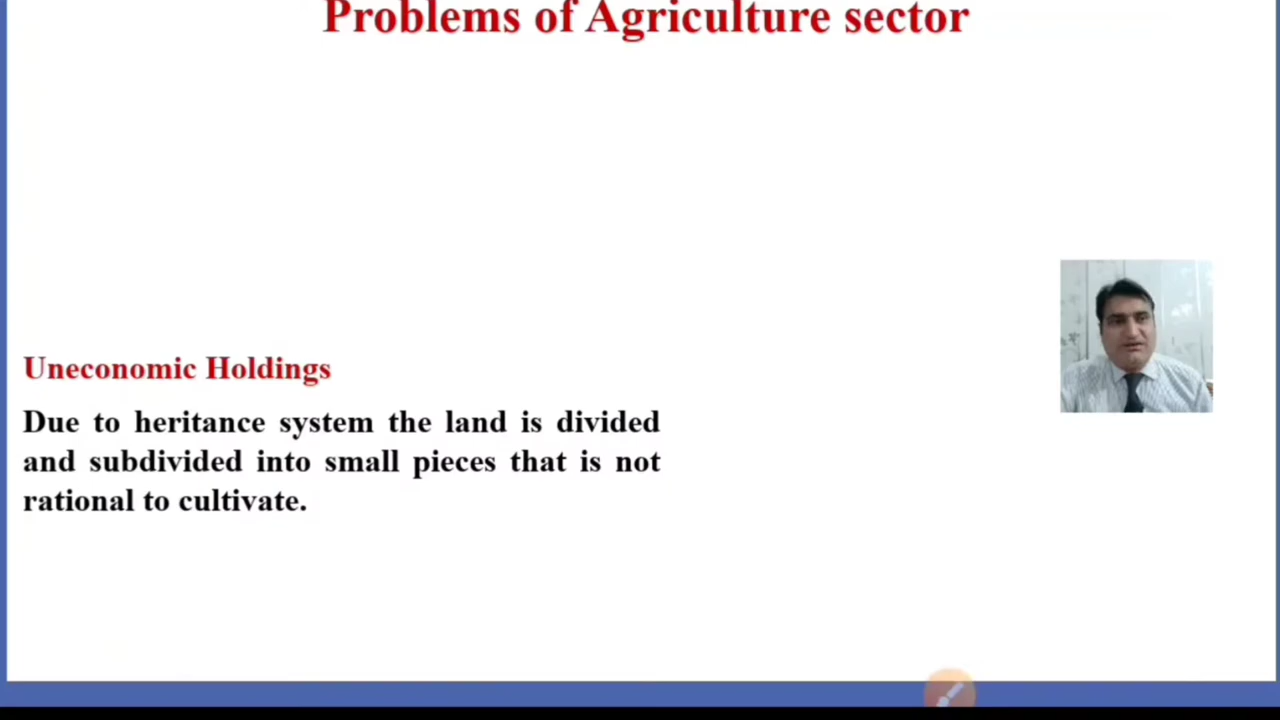 Problems of Agriculture sector
Uneconomic Holdings
Due to heritance system the land is divided
and subdivided into small pieces that is not
rational to cultivate.